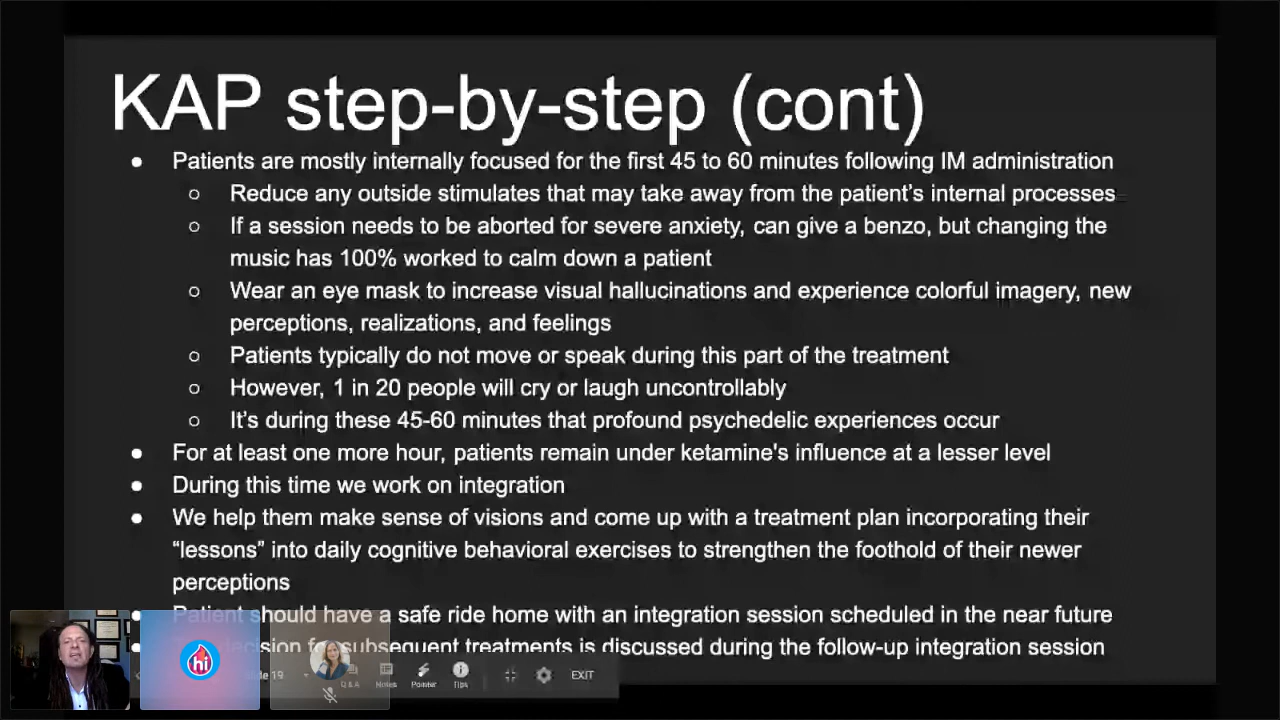 KAP step-by-step (cont)
● Patients are mostly internally focused for the first 45 to 60 minutes following IM administration
○ Reduce any outside stimulates that may take away from the patient's internal processes
○ If a session needs to be aborted for severe anxiety, can give a benzo, but changing the
music has 100% worked to calm down a patient
○ Wear an eye mask to increase visual hallucinations and experience colorful imagery, new
perceptions, realizations, and feelings
○ Patients typically do not move or speak during this part of the treatment
○ However, 1 in 20 people will cry or laugh uncontrollably
○ It's during these 45-60 minutes that profound psychedelic experiences occur
● For at least one more hour, patients remain under ketamine's influence at a lesser level
● During this time we work on integration
● We help them make sense of visions and come up with a treatment plan incorporating their
“lessons” into daily cognitive behavioral exercises to strengthen the foothold of their newer
perceptions
● Patient should have a safe ride home with an integration session scheduled in the near future
subsequent treatments is discussed during the follow-up integration session
hi
19
Q & A
Notes
Pointer
Tips
EXIT